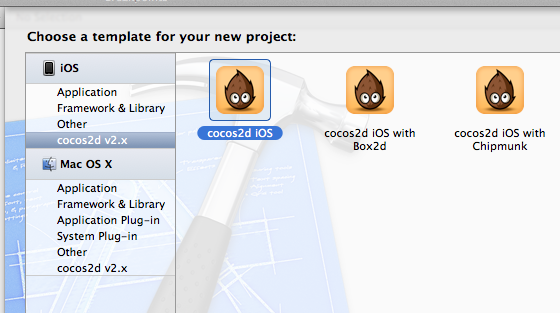 Choose a template for your new project:
iOS
Application
Framework & Library
Other
cocos2d v2.x
Mac OS X
Application
Framework & Library
Application Plug-in
System Plug-in
Other
cocos2d v2.x
cocos2d iOS
cocos2d iOS with
Box2d
cocos2d iOS with
Chipmunk